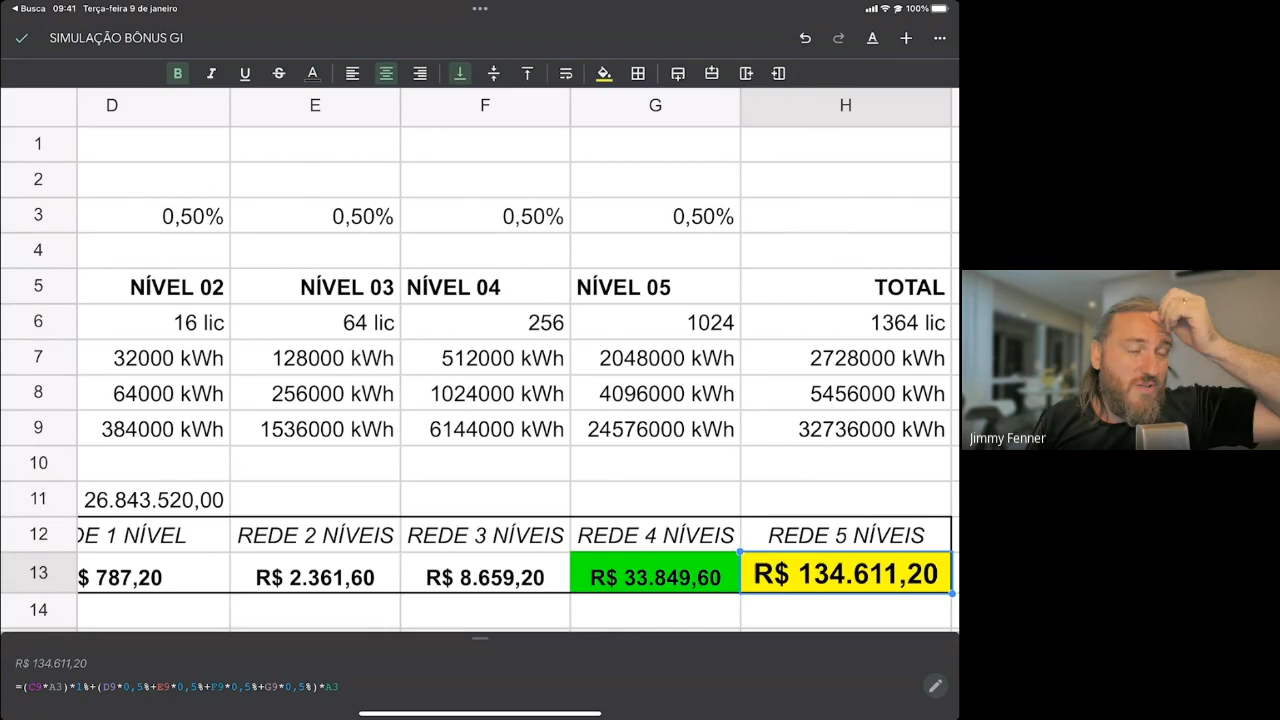 Busca 09:41 Terça-feira 9 de janeiro 100%
SIMULAÇÃO BÔNUS GI
B I U S A
D E F G H
1
2
3 0,50% 0,50% 0,50% 0,50%
4
5 NÍVEL 02 NÍVEL 03 NÍVEL 04 NÍVEL 05 TOTAL
6 16 lic 64 lic 256 1024 1364 lic
7 32000 kWh 128000 kWh 512000 kWh 2048000 kWh 2728000 kWh
8 64000 kWh 256000 kWh 1024000 kWh 4096000 kWh 5456000 kWh
9 384000 kWh 1536000 kWh 6144000 kWh 24576000 kWh 32736000 kWh
10
11 26.843.520,00
12 DE 1 NÍVEL REDE 2 NÍVEIS REDE 3 NÍVEIS REDE 4 NÍVEIS REDE 5 NÍVEIS
13 $ 787,20 R$ 2.361,60 R$ 8.659,20 R$ 33.849,60 R$ 134.611,20
14
R$ 134.611,20
=(C9*A3)*1%+(D9*0,5%+E9*0,5%+F9*0,5%+G9*0,5%)*A3
Jimmy Fenner